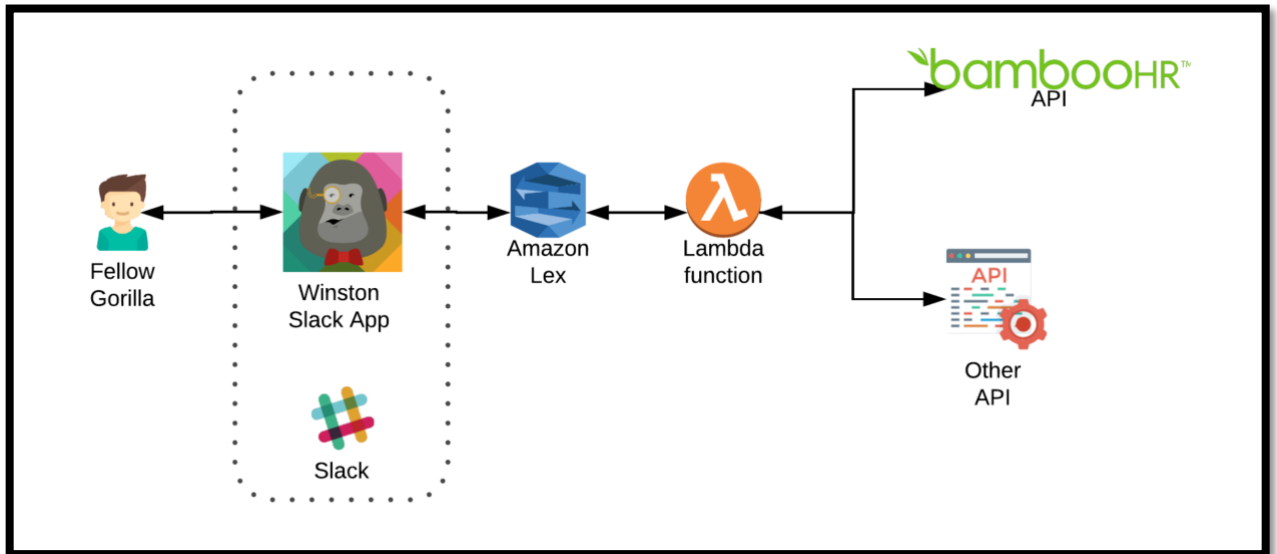 bambooHR™
API
Fellow
Gorilla
Winston
Slack App
Slack
Amazon
Lex
λ
Lambda
function
API
Other
API